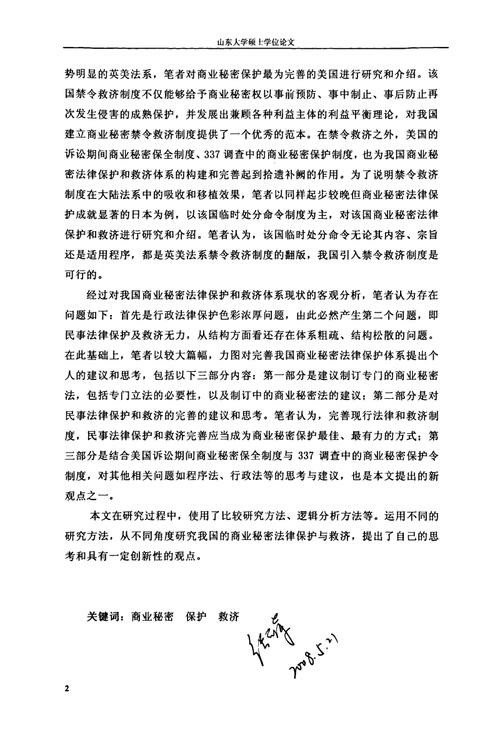 山东大学硕士学位论文
势明显的英美法系，笔者对商业秘密保护最为完善的美国进行研究和介绍。该
国禁令救济制度不仅能够给予商业秘密权以事前预防、事中制止、事后防止再
次发生侵害的成熟保护，并发展出兼顾各种利益主体的利益平衡理论，对我国
建立商业秘密禁令救济制度提供了一个优秀的范本。在禁令救济之外，美国的
诉讼期间商业秘密保全制度、337 调查中的商业秘密保护制度，也为我国商业秘
密法律保护和救济体系的构建和完善起到拾遗补阙的作用。为了说明禁令救济
制度在大陆法系中的吸收和移植效果，笔者以同样起步较晚但商业秘密法律保
护成就显著的日本为例，以该国临时处分命令制度为主，对该国商业秘密法律
保护和救济进行研究和介绍。笔者认为，该国临时处分命令无论其内容、宗旨
还是适用程序，都是英美法系禁令救济制度的翻版，我国引入禁令救济制度是
可行的。
经过对我国商业秘密法律保护和救济体系现状的客观分析，笔者认为存在
问题如下：首先是行政法律保护色彩浓厚问题，由此必然产生第二个问题，即
民事法律保护及救济无力，从结构方面看还存在体系粗疏、结构松散的问题。
在此基础上，笔者以较大篇幅，力图对完善我国商业秘密法律保护体系提出个
人的建议和思考，包括以下三部分内容：第一部分是建议制订专门的商业秘密
法，包括专门立法的必要性，以及制订中的商业秘密法的建议；第二部分是对
民事法律保护和救济的完善的建议和思考。笔者认为，完善现行法律和救济制
度，民事法律保护和救济完善应当成为商业秘密保护最佳、最有力的方式；第
三部分是结合美国诉讼期间商业秘密保全制度与 337 调查中的商业秘密保护令
制度，对其他相关问题如程序法、行政法等的思考与建议，也是本文提出的新
观点之一。
本文在研究过程中，使用了比较研究方法、逻辑分析方法等。运用不同的
研究方法，从不同角度研究我国的商业秘密法律保护与救济，提出了自己的思
考和具有一定创新性的观点。
关键词：商业秘密 保护 救济
2008.5.21
2